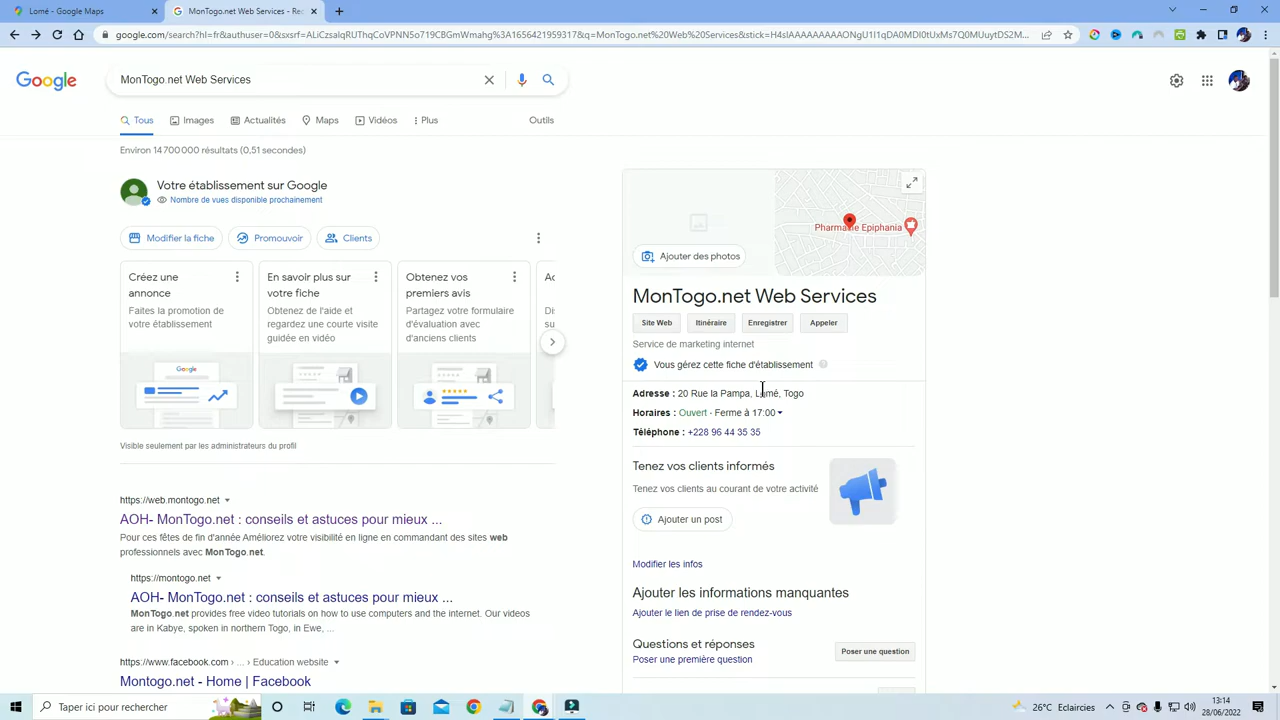 Lomé - Google Maps
MonTogo.net Web Services - Rech
google.com/search?hl=fr&authuser=0&sxsrf=
Google
MonTogo.net Web Services
Tous
Images
Actualités
Maps
Vidéos
Plus
Outils
Environ 14 700 000 résultats (0,51 secondes)
Votre établissement sur Google
Nombre de vues disponible prochainement
Modifier la fiche
Promouvoir
Clients
Créez une
annonce
Faites la promotion de
votre établissement
Google
En savoir plus sur
votre fiche
Obtenez de l'aide et
regardez une courte visite
guidée en vidéo
Obtenez vos
premiers avis
Partagez votre formulaire
d'évaluation avec
d'anciens clients
Visible seulement par les administrateurs du profil
https://web.montogo.net
AOH- MonTogo.net : conseils et astuces pour mieux ...
Pour ces fêtes de fin d'année Améliorez votre visibilité en ligne en commandant des sites web
professionnels avec MonTogo.net.
https://montogo.net
AOH- MonTogo.net : conseils et astuces pour mieux ...
MonTogo.net provides free video tutorials on how to use computers and the internet. Our videos
are in Kabye, spoken in northern Togo, in Ewe, ...
https://www.facebook.com › ... › Education website
Montogo.net - Home | Facebook
Pharmacie Epiphania
Ajouter des photos
MonTogo.net Web Services
Site Web
Itinéraire
Enregistrer
Appeler
Service de marketing internet
Vous gérez cette fiche d'établissement
Adresse : 20 Rue la Pampa, Lomé, Togo
Horaires : Ouvert · Ferme à 17:00
Téléphone : +228 96 44 35 35
Tenez vos clients informés
Tenez vos clients au courant de votre activité
Ajouter un post
Modifier les infos
Ajouter les informations manquantes
Ajouter le lien de prise de rendez-vous
Questions et réponses
Poser une première question
Poser une question
Taper ici pour rechercher
26°C Eclaircies
13:14
28/06/2022